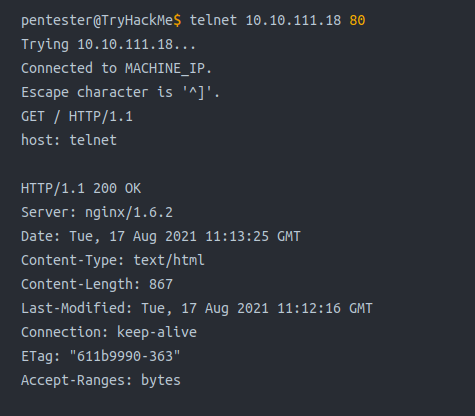 pentester@TryHackMe$ telnet 10.10.111.18 80
Trying 10.10.111.18...
Connected to MACHINE_IP.
Escape character is '^]'.
GET / HTTP/1.1
host: telnet

HTTP/1.1 200 OK
Server: nginx/1.6.2
Date: Tue, 17 Aug 2021 11:13:25 GMT
Content-Type: text/html
Content-Length: 867
Last-Modified: Tue, 17 Aug 2021 11:12:16 GMT
Connection: keep-alive
ETag: "611b9990-363"
Accept-Ranges: bytes